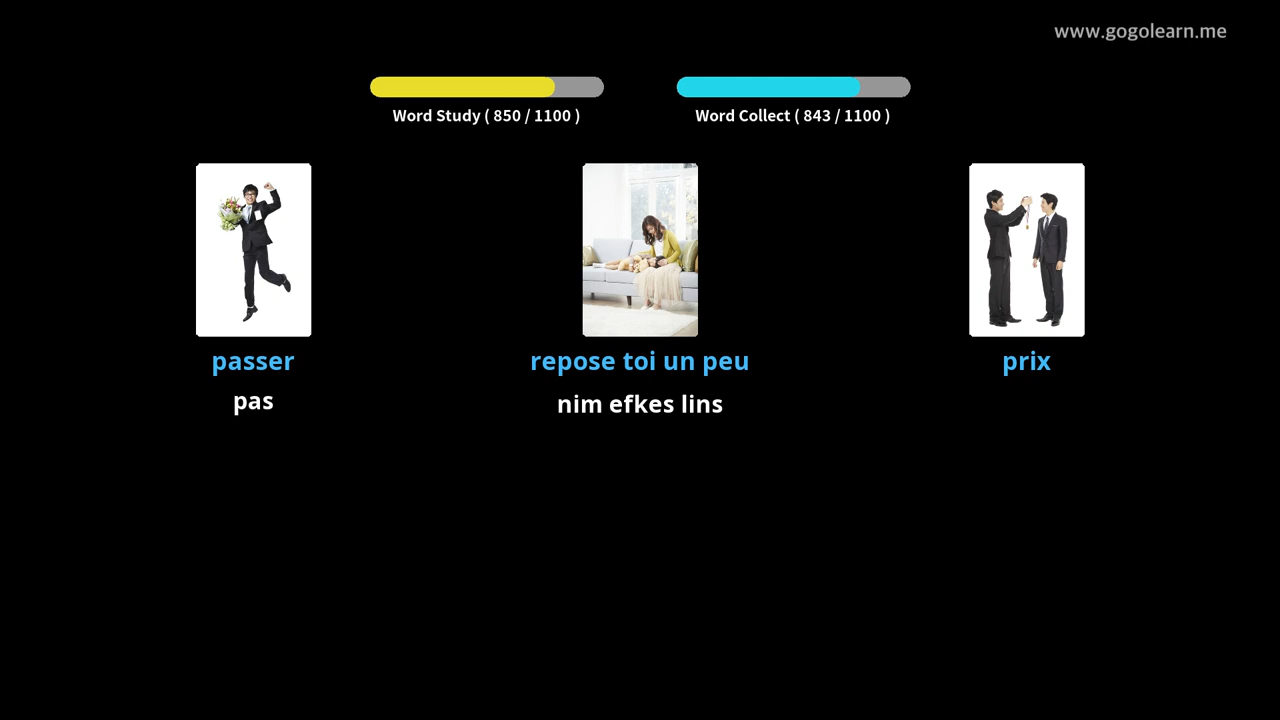 www.gogolearn.me
Word Study ( 850 / 1100 )
Word Collect ( 843 / 1100 )
passer
repose toi un peu
prix
pas
nim efkes lins